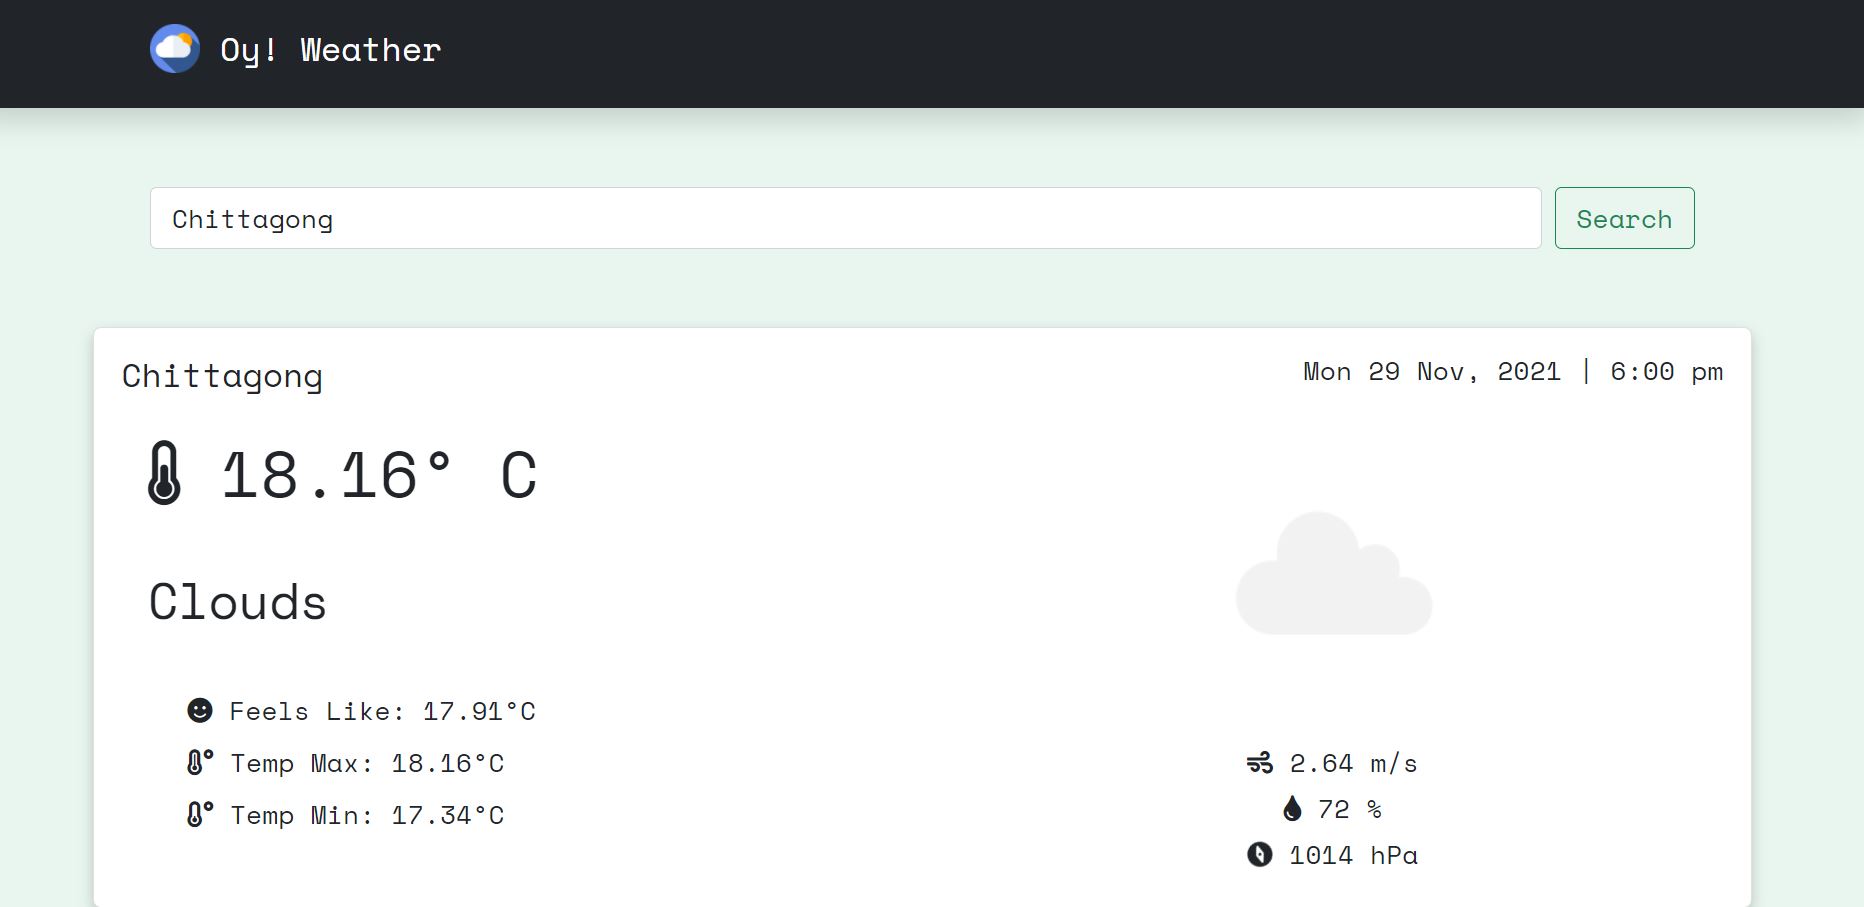 Oy! Weather
Chittagong
Search
Chittagong
Mon 29 Nov, 2021 | 6:00 pm
18.16° C
Clouds
Feels Like: 17.91°C
Temp Max: 18.16°C
Temp Min: 17.34°C
2.64 m/s
72 %
1014 hPa